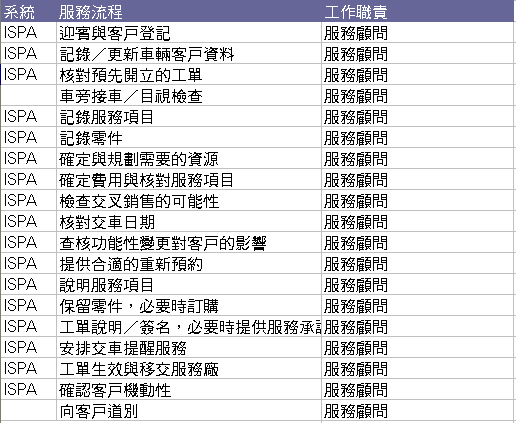 系統 服務流程 工作職責
ISPA 迎賓與客戶登記 服務顧問
ISPA 記錄／更新車輛客戶資料 服務顧問
ISPA 核對預先開立的工單 服務顧問
車旁接車／目視檢查 服務顧問
ISPA 記錄服務項目 服務顧問
ISPA 記錄零件 服務顧問
ISPA 確定與規劃需要的資源 服務顧問
ISPA 確定費用與核對服務項目 服務顧問
ISPA 檢查交叉銷售的可能性 服務顧問
ISPA 核對交車日期 服務顧問
ISPA 查核功能性變更對客戶的影響 服務顧問
ISPA 提供合適的重新預約 服務顧問
ISPA 說明服務項目 服務顧問
ISPA 保留零件，必要時訂購 服務顧問
ISPA 工單說明／簽名，必要時提供服務承 服務顧問
ISPA 安排交車提醒服務 服務顧問
ISPA 工單生效與移交服務廠 服務顧問
ISPA 確認客戶機動性 服務顧問
向客戶道別 服務顧問